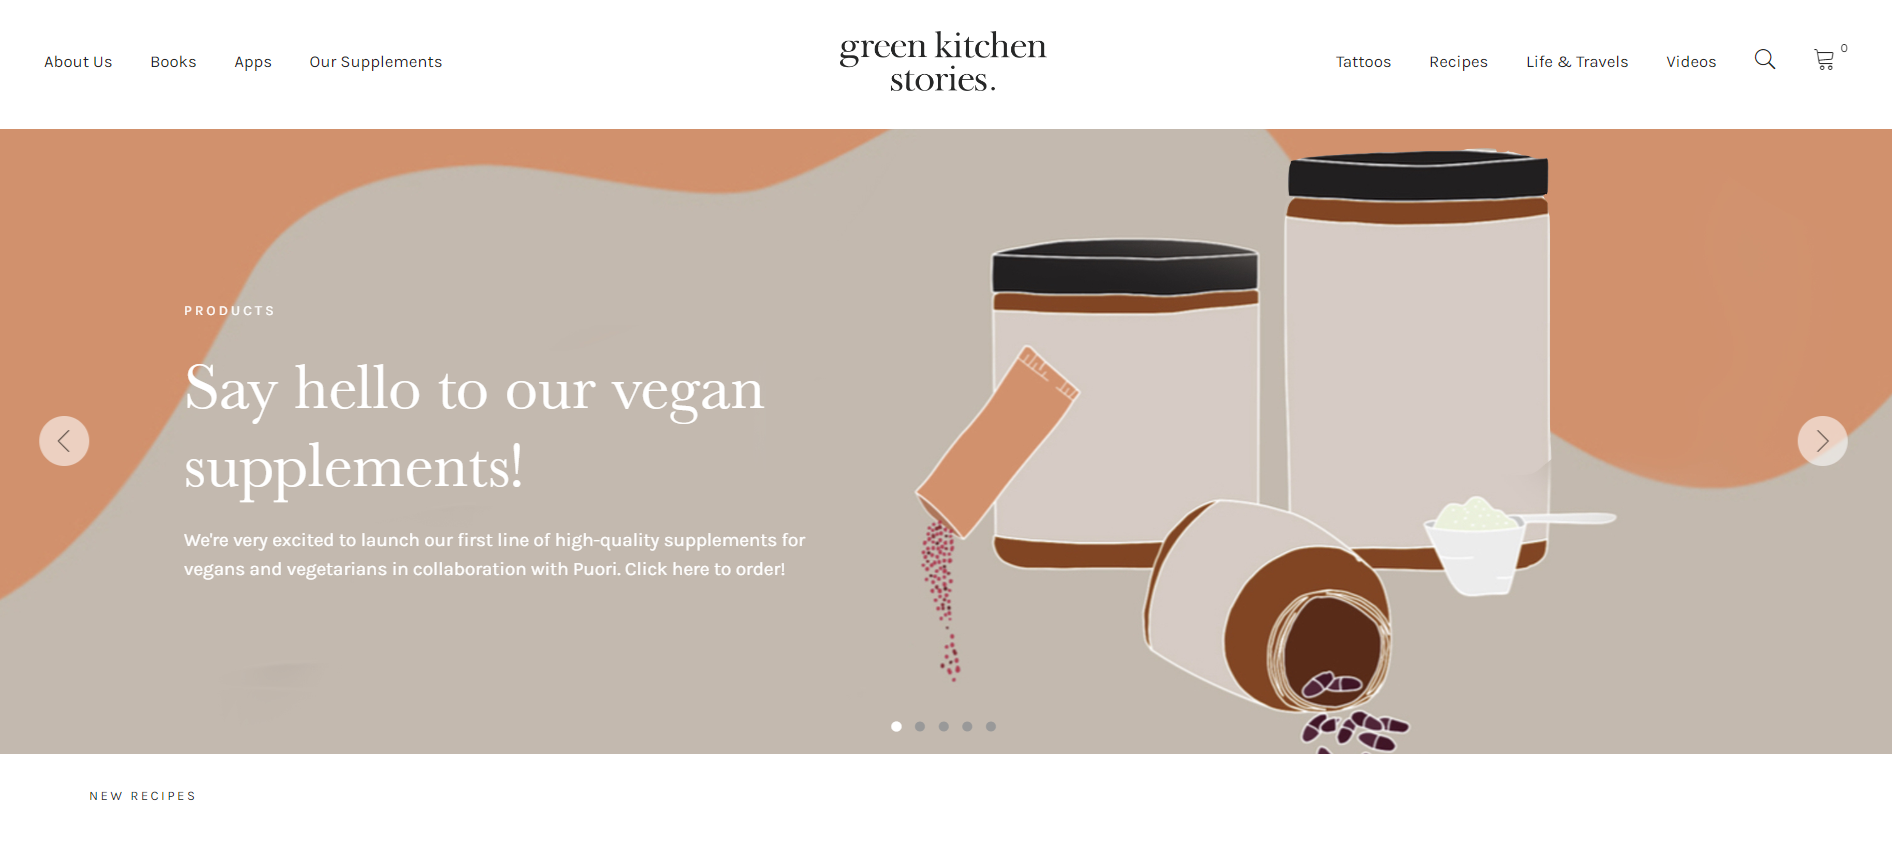 About Us
Books
Apps
Our Supplements
green kitchen
stories.
Tattoos
Recipes
Life & Travels
Videos
0
PRODUCTS
Say hello to our vegan
supplements!
We're very excited to launch our first line of high-quality supplements for
vegans and vegetarians in collaboration with Puori. Click here to order!
NEW RECIPES